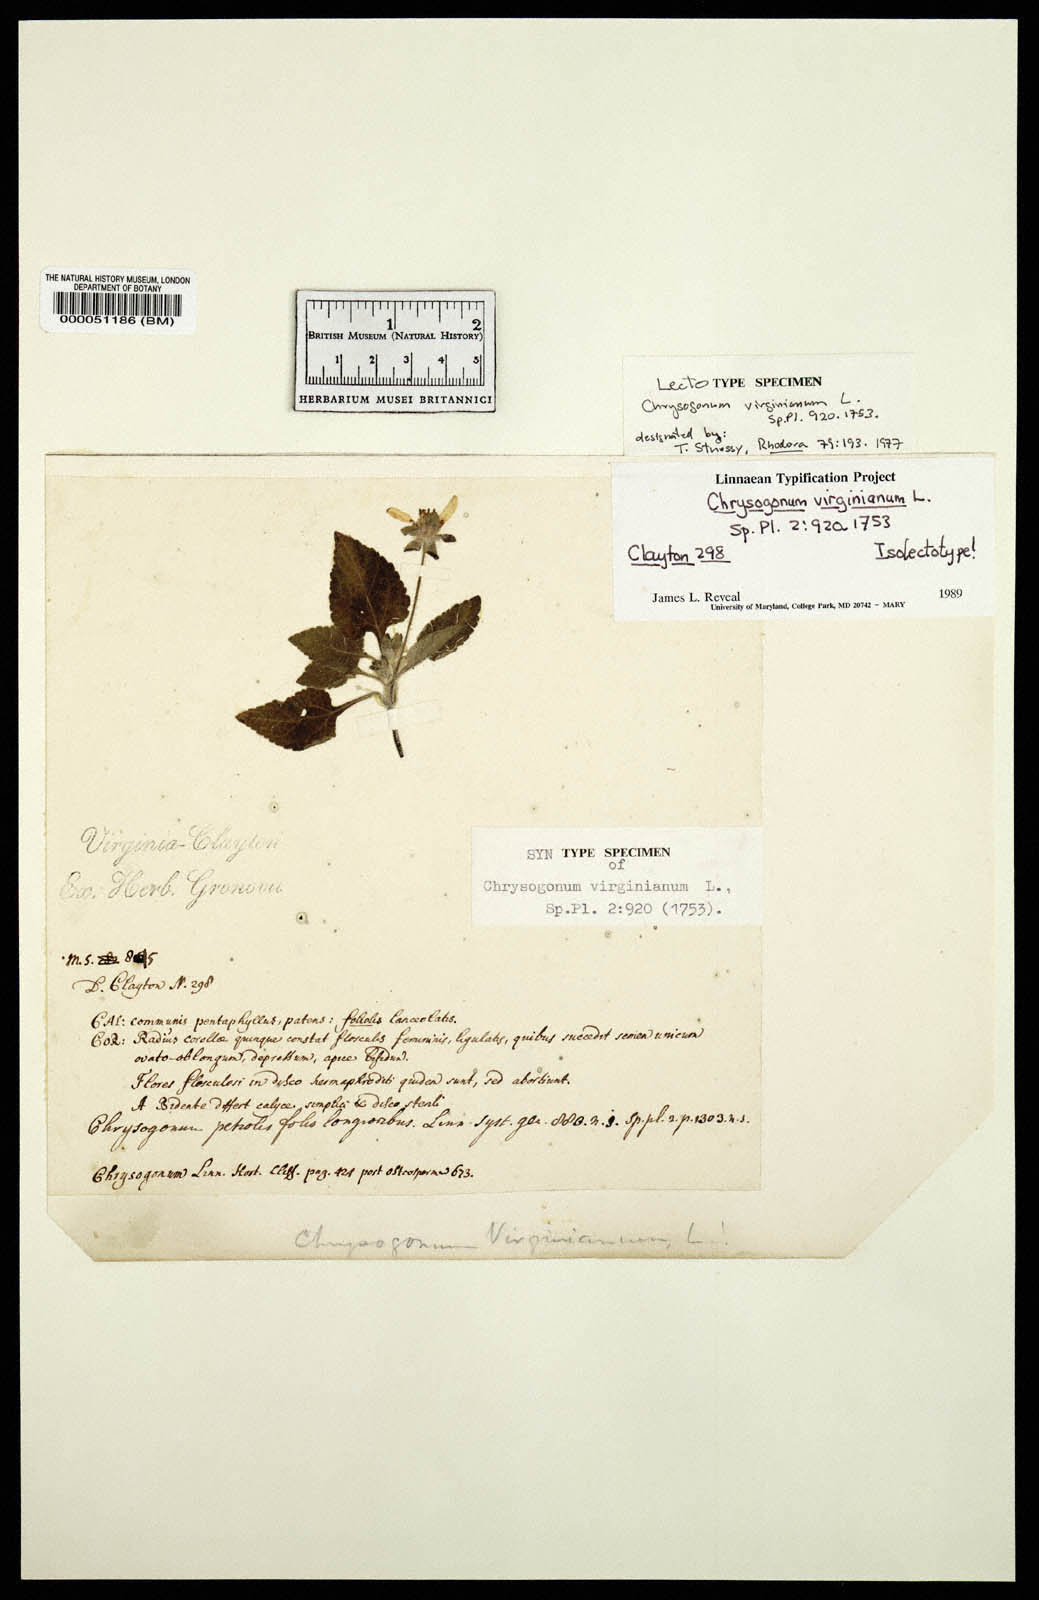 THE NATURAL HISTORY MUSEUM, LONDON
DEPARTMENT OF BOTANY
000051186 (BM)
1 2
BRITISH MUSEUM (NATURAL HISTORY)
1 2 3 4 5
HERBARIUM MUSEI BRITANNICI
Lecto TYPE SPECIMEN
Chrysogonum virginianum L.
Sp.Pl. 920. 1753.
designated by:
T. Stuessy, Rhodora 79:193. 1977
Linnaean Typification Project
Chrysogonum virginianum L.
Sp. Pl. 2:920 1753
Clayton 298 Isolectotype!
James L. Reveal 1989
University of Maryland, College Park, MD 20742 – MARY
Virginia-Clayton
Ex. Herb. Gronovii
SYN TYPE SPECIMEN
of
Chrysogonum virginianum L.,
Sp.Pl. 2:920 (1753).
m.s. 5
D. Clayton N. 298
CAL: communis pentaphyllus, patens: foliolis lanceolatis.
COR: Radius corollæ quinque constat flosculis femininis, ligulatis, quibus succedit semen unicum
ovato-oblongum, depressum, apice bifidum.
Flores flosculosi in disco hermaphroditi quidem sunt, sed abortiunt.
A Bidente differt calyce simplici & disco sterili
Chrysogonum petiolis folio longioribus. Linn. Syst. gen. 880. n. 1. Sp. pl. 2. p. 1303. n. 1.
Chrysogonum Linn. Hort. Cliff. pag. 424 post osteosperm 673.
Chrysogonum Virginianum, L!